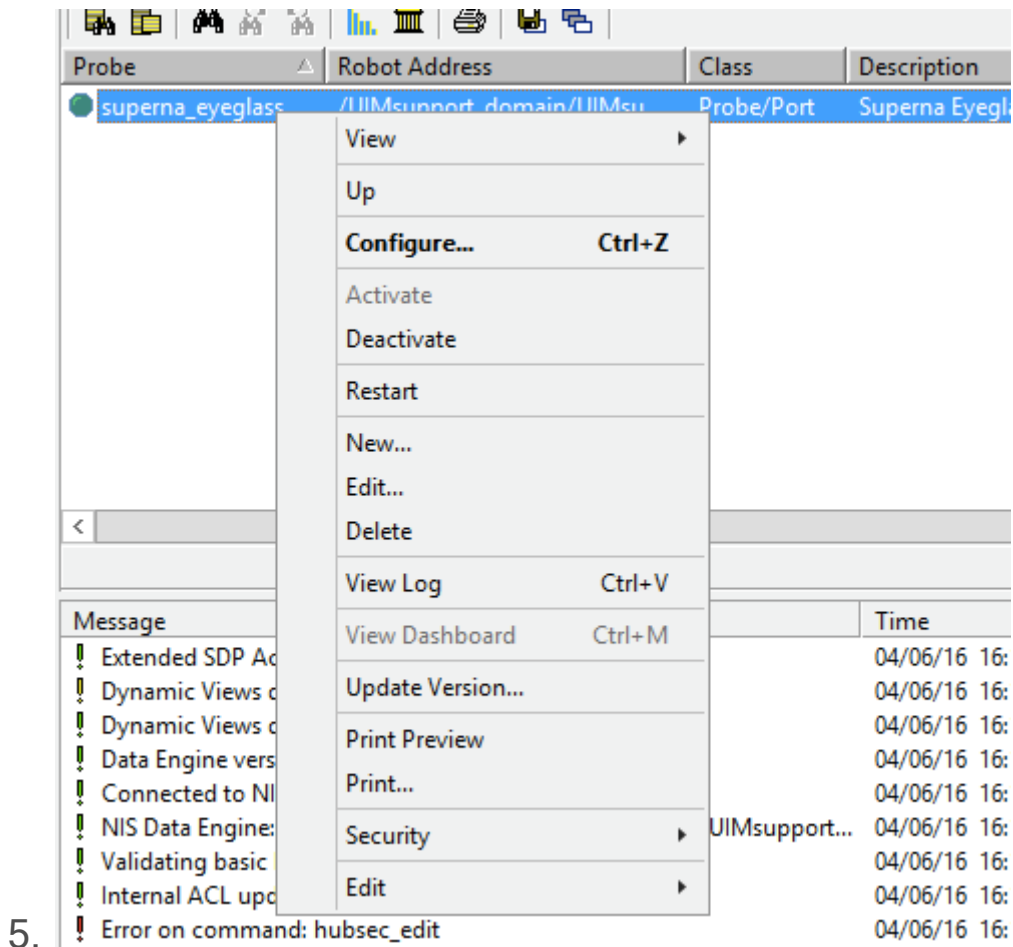 Probe Robot Address Class Description
superna_eyeglass /UIMsupport_domain/UIMsu Probe/Port Superna Eyegla
View
Up
Configure... Ctrl+Z
Activate
Deactivate
Restart
New...
Edit...
Delete
View Log Ctrl+V
View Dashboard Ctrl+M
Update Version...
Print Preview
Print...
Security
Edit
Message Time
Extended SDP Ac 04/06/16 16:
Dynamic Views c 04/06/16 16:
Dynamic Views c 04/06/16 16:
Data Engine vers 04/06/16 16:
Connected to NI 04/06/16 16:
NIS Data Engine: UIMsupport... 04/06/16 16:
Validating basic 04/06/16 16:
Internal ACL upd 04/06/16 16:
5. Error on command: hubsec_edit 04/06/16 16: